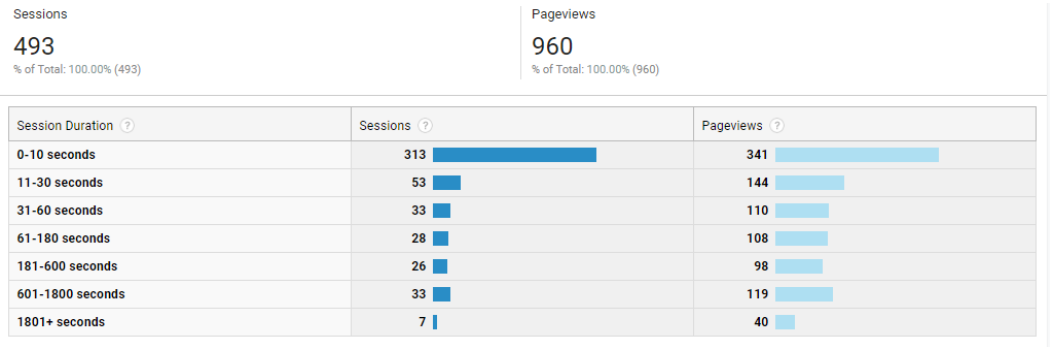 Sessions
Pageviews
493
960
% of Total: 100.00% (493)
% of Total: 100.00% (960)
Session Duration ? Sessions ? Pageviews ?
0-10 seconds 313 341
11-30 seconds 53 144
31-60 seconds 33 110
61-180 seconds 28 108
181-600 seconds 26 98
601-1800 seconds 33 119
1801+ seconds 7 40